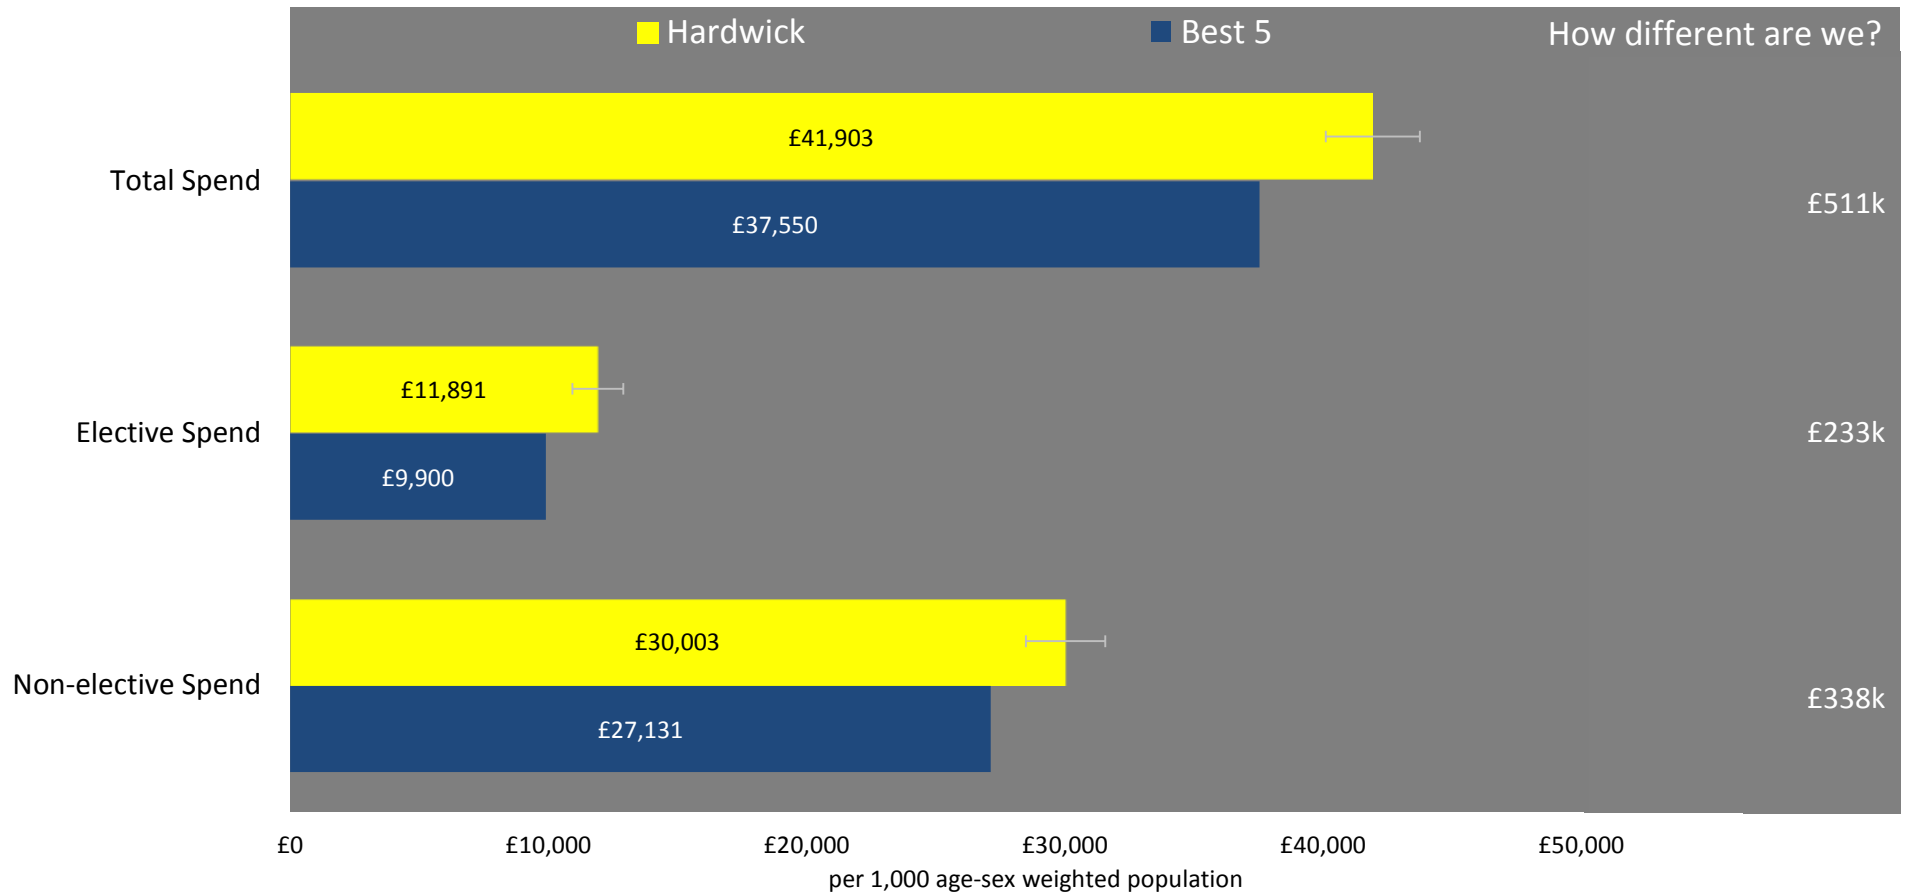 Hardwick
Best 5
How different are we?
Total Spend
£41,903
£37,550
£511k
Elective Spend
£11,891
£9,900
£233k
Non-elective Spend
£30,003
£27,131
£338k
£0 £10,000 £20,000 £30,000 £40,000 £50,000
per 1,000 age-sex weighted population